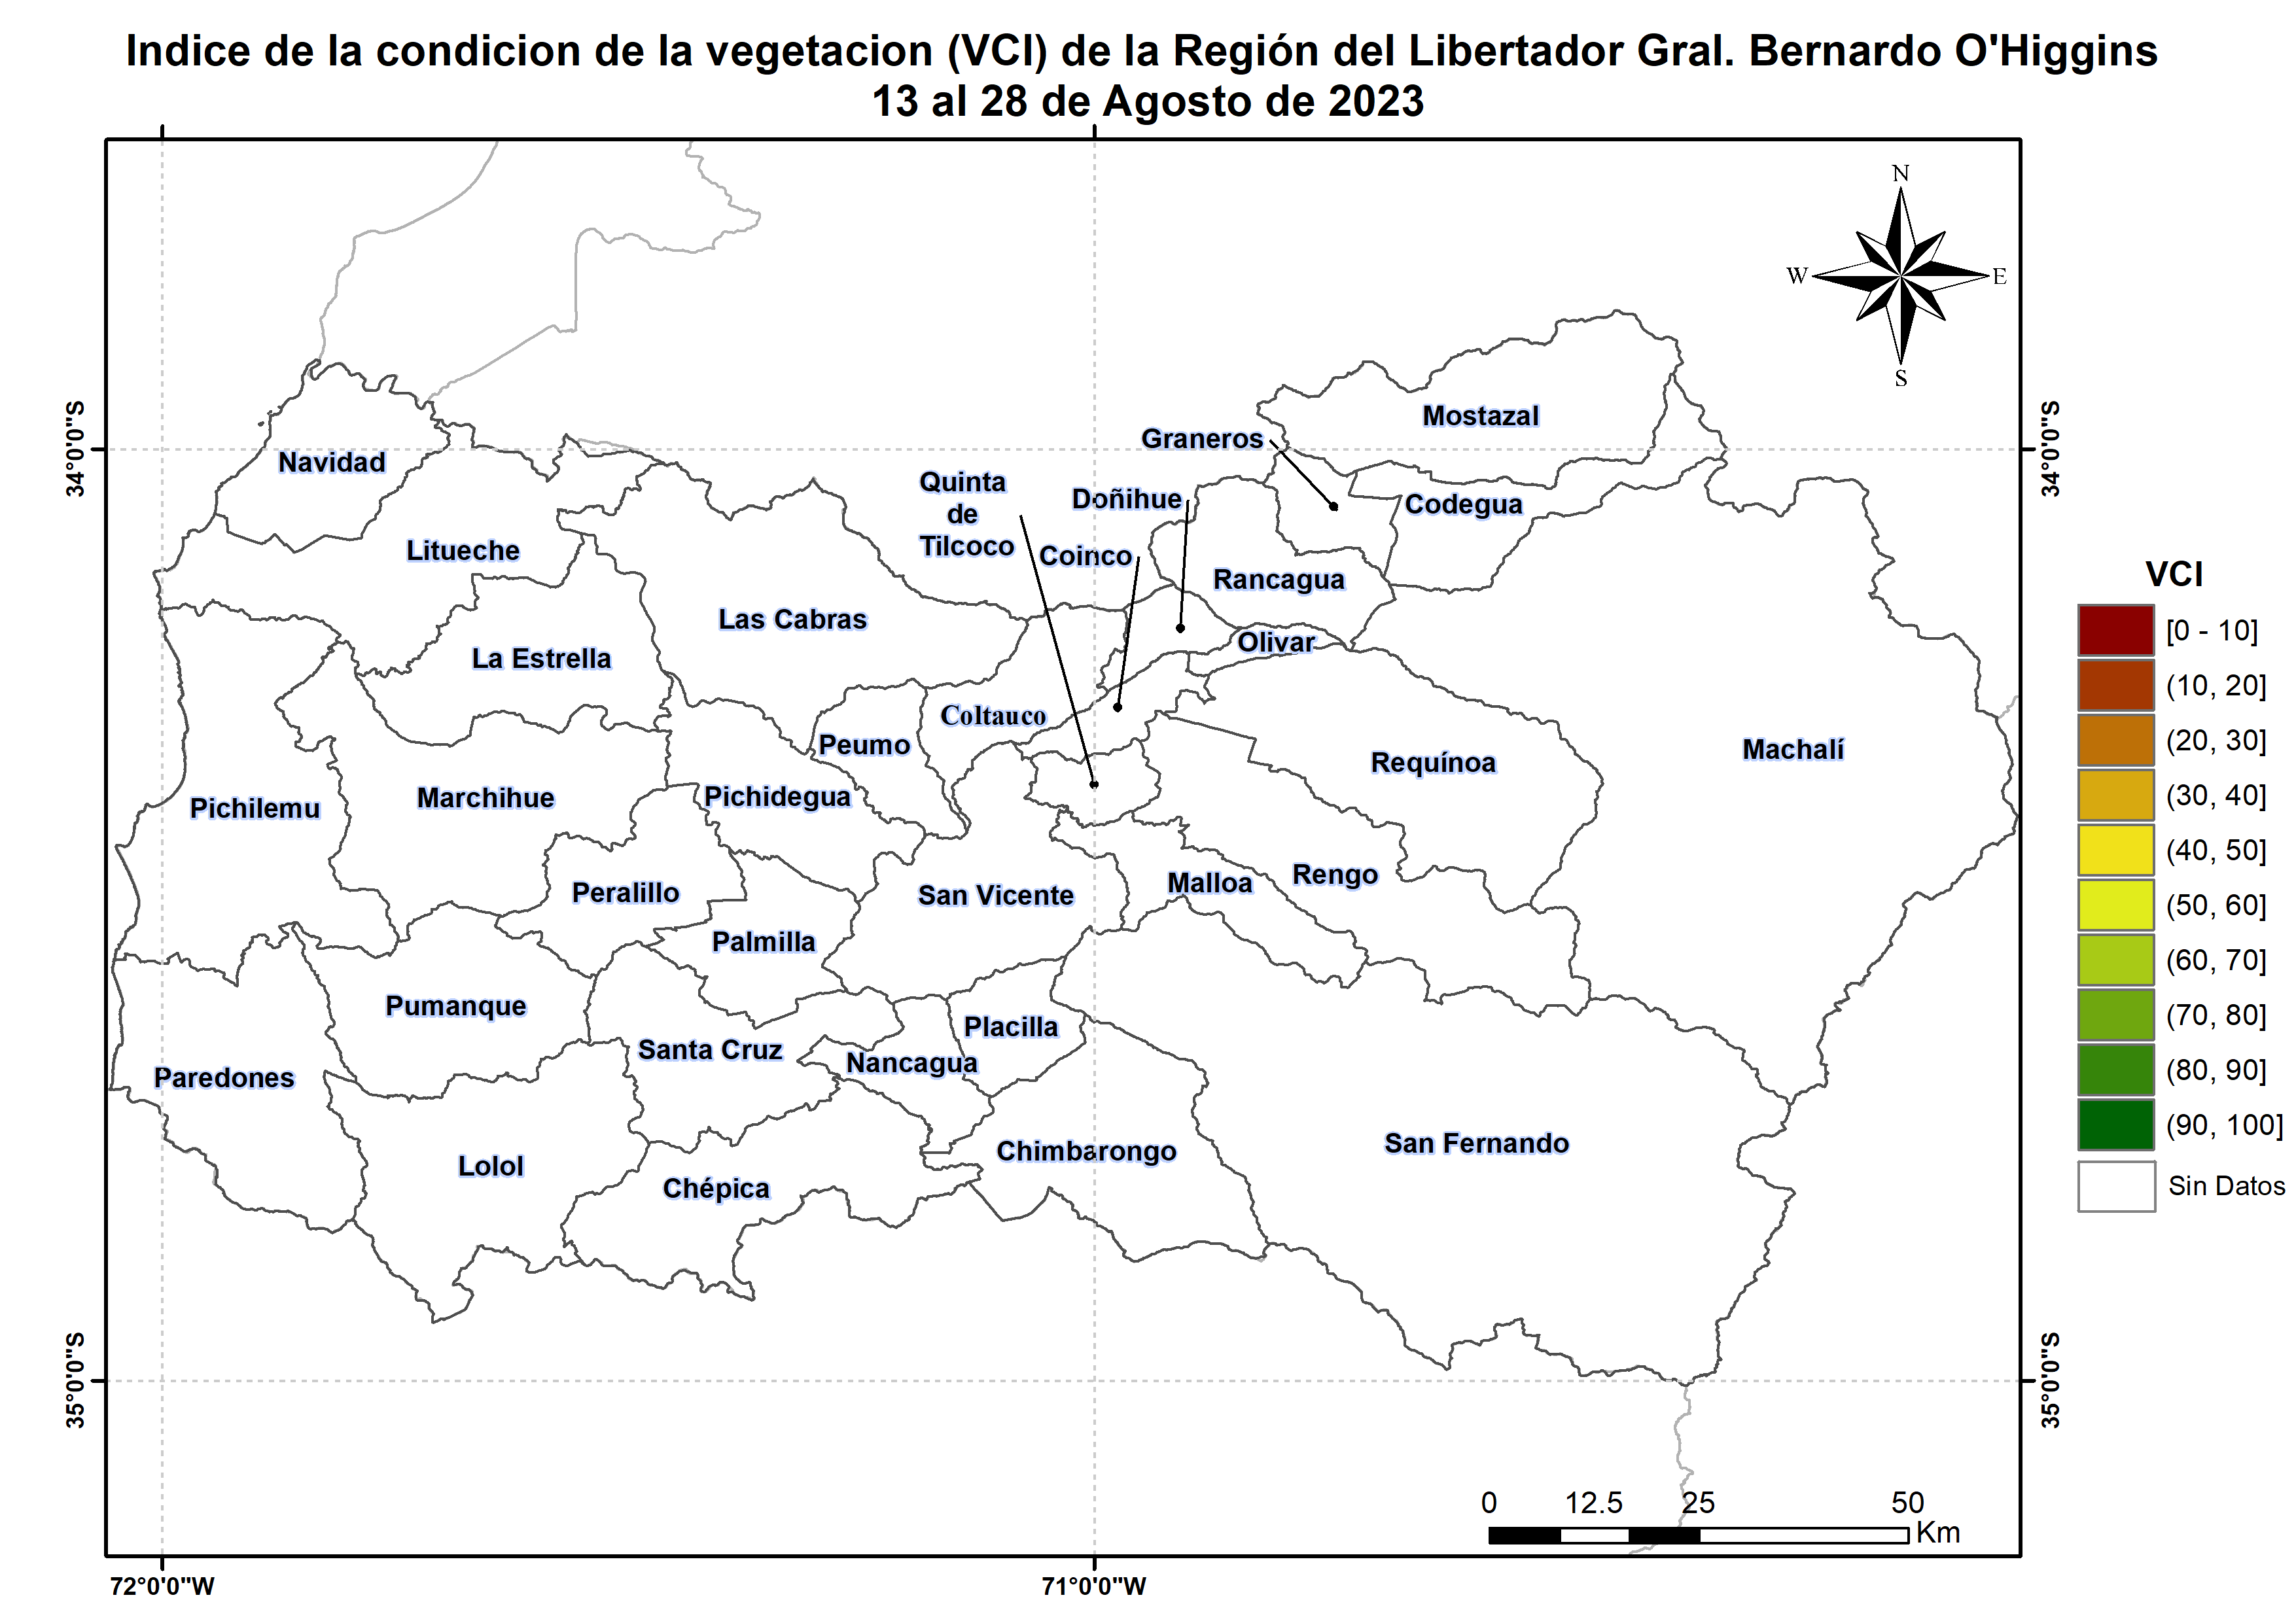 Indice de la condicion de la vegetacion (VCI) de la Región del Libertador Gral. Bernardo O'Higgins
13 al 28 de Agosto de 2023
N
W
E
S
34°0'0"S
34°0'0"S
Mostazal
Graneros
Navidad
Quinta
de
Tilcoco
Doñihue
Codegua
Litueche
Coinco
Rancagua
Las Cabras
Olivar
La Estrella
Coltauco
Peumo
Requínoa
Machalí
Pichilemu
Marchihue
Pichidegua
Peralillo
San Vicente
Malloa
Rengo
Palmilla
Pumanque
Placilla
Santa Cruz
Nancagua
Paredones
Chimbarongo
San Fernando
Lolol
Chépica
VCI
[0 - 10]
(10, 20]
(20, 30]
(30, 40]
(40, 50]
(50, 60]
(60, 70]
(70, 80]
(80, 90]
(90, 100]
Sin Datos
35°0'0"S
35°0'0"S
0 12.5 25 50
Km
72°0'0"W
71°0'0"W